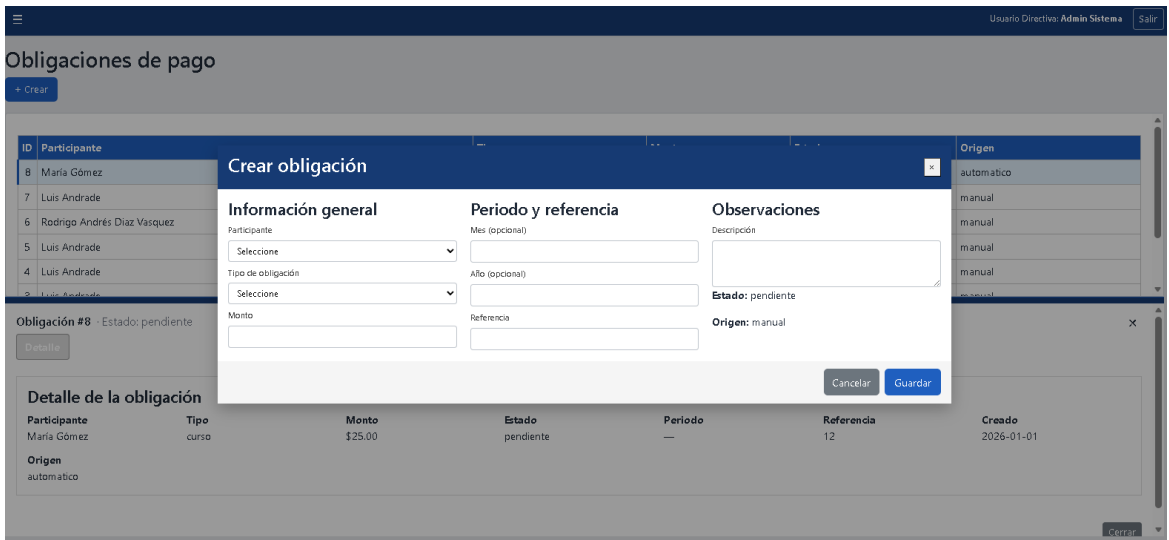 ☰ Usuario Directiva: Admin Sistema Salir
Obligaciones de pago
+ Crear
ID Participante Origen
8 María Gómez automatico
7 Luis Andrade manual
6 Rodrigo Andrés Diaz Vasquez manual
5 Luis Andrade manual
4 Luis Andrade manual
Luis Andrade manual
Crear obligación ×
Información general
Participante
Seleccione
Tipo de obligación
Seleccione
Monto
Periodo y referencia
Mes (opcional)
Año (opcional)
Referencia
Observaciones
Descripción
Estado: pendiente
Origen: manual
Cancelar Guardar
Obligación #8 · Estado: pendiente ×
Detalle
Detalle de la obligación
Participante Tipo Monto Estado Periodo Referencia Creado
María Gómez curso $25.00 pendiente — 12 2026-01-01
Origen
automatico
Cerrar